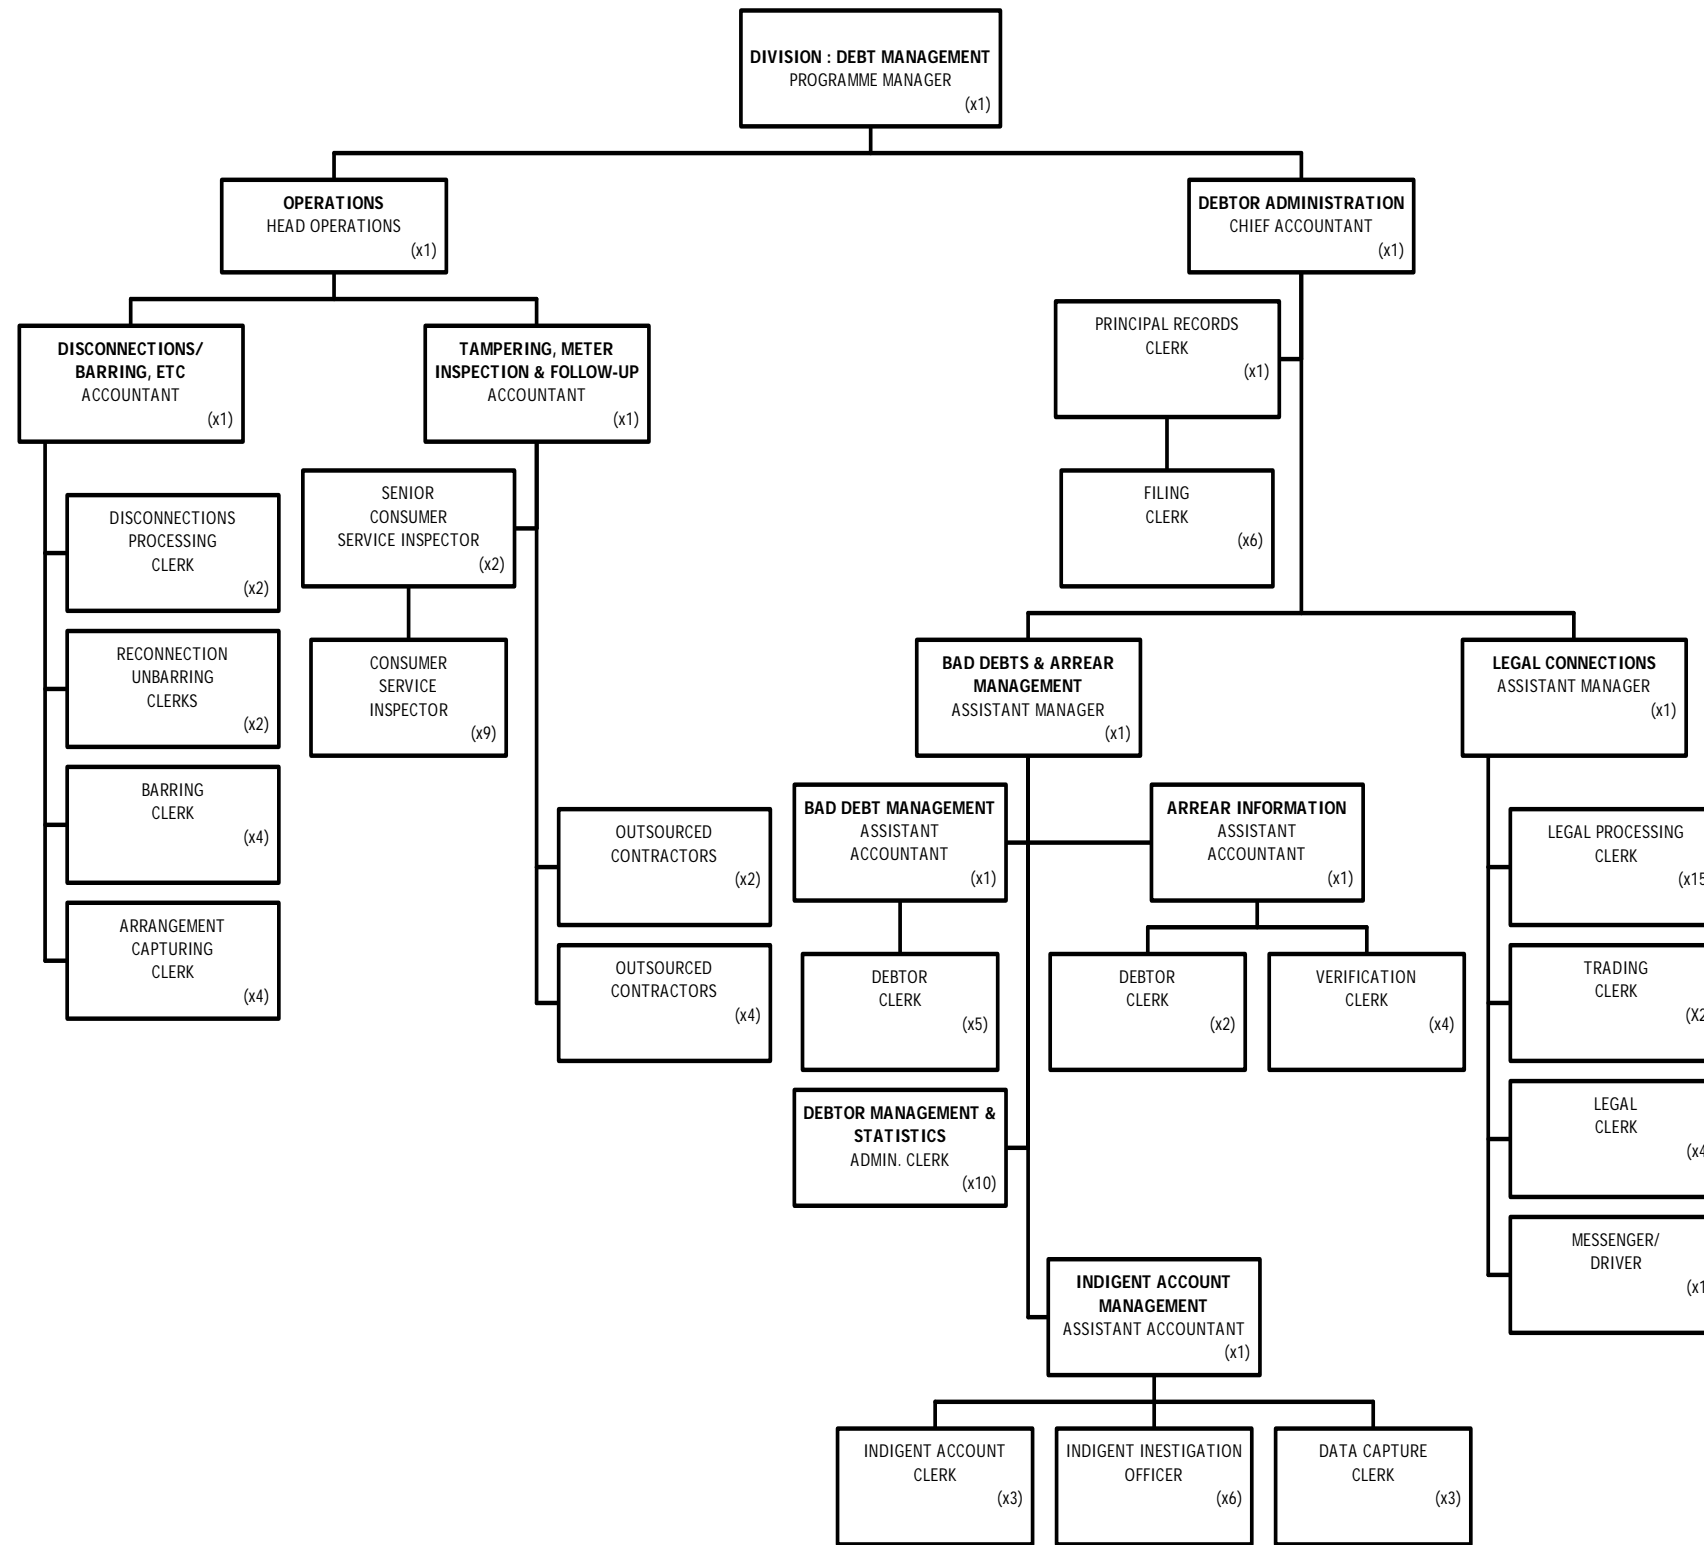 DIVISION : DEBT MANAGEMENT
PROGRAMME MANAGER
(x1)
OPERATIONS
HEAD OPERATIONS
(x1)
DEBTOR ADMINISTRATION
CHIEF ACCOUNTANT
(x1)
DISCONNECTIONS/
BARRING, ETC
ACCOUNTANT
(x1)
TAMPERING, METER
INSPECTION & FOLLOW-UP
ACCOUNTANT
(x1)
PRINCIPAL RECORDS
CLERK
(x1)
DISCONNECTIONS
PROCESSING
CLERK
(x2)
SENIOR
CONSUMER
SERVICE INSPECTOR
(x2)
FILING
CLERK
(x6)
RECONNECTION
UNBARRING
CLERKS
(x2)
CONSUMER
SERVICE
INSPECTOR
(x9)
BAD DEBTS & ARREAR
MANAGEMENT
ASSISTANT MANAGER
(x1)
LEGAL CONNECTIONS
ASSISTANT MANAGER
(x1)
BARRING
CLERK
(x4)
OUTSOURCED
CONTRACTORS
(x2)
BAD DEBT MANAGEMENT
ASSISTANT
ACCOUNTANT
(x1)
ARREAR INFORMATION
ASSISTANT
ACCOUNTANT
(x1)
LEGAL PROCESSING
CLERK
(x15
ARRANGEMENT
CAPTURING
CLERK
(x4)
OUTSOURCED
CONTRACTORS
(x4)
DEBTOR
CLERK
(x5)
DEBTOR
CLERK
(x2)
VERIFICATION
CLERK
(x4)
TRADING
CLERK
(X2
DEBTOR MANAGEMENT &
STATISTICS
ADMIN. CLERK
(x10)
LEGAL
CLERK
(x4
MESSENGER/
DRIVER
(x1
INDIGENT ACCOUNT
MANAGEMENT
ASSISTANT ACCOUNTANT
(x1)
INDIGENT ACCOUNT
CLERK
(x3)
INDIGENT INESTIGATION
OFFICER
(x6)
DATA CAPTURE
CLERK
(x3)